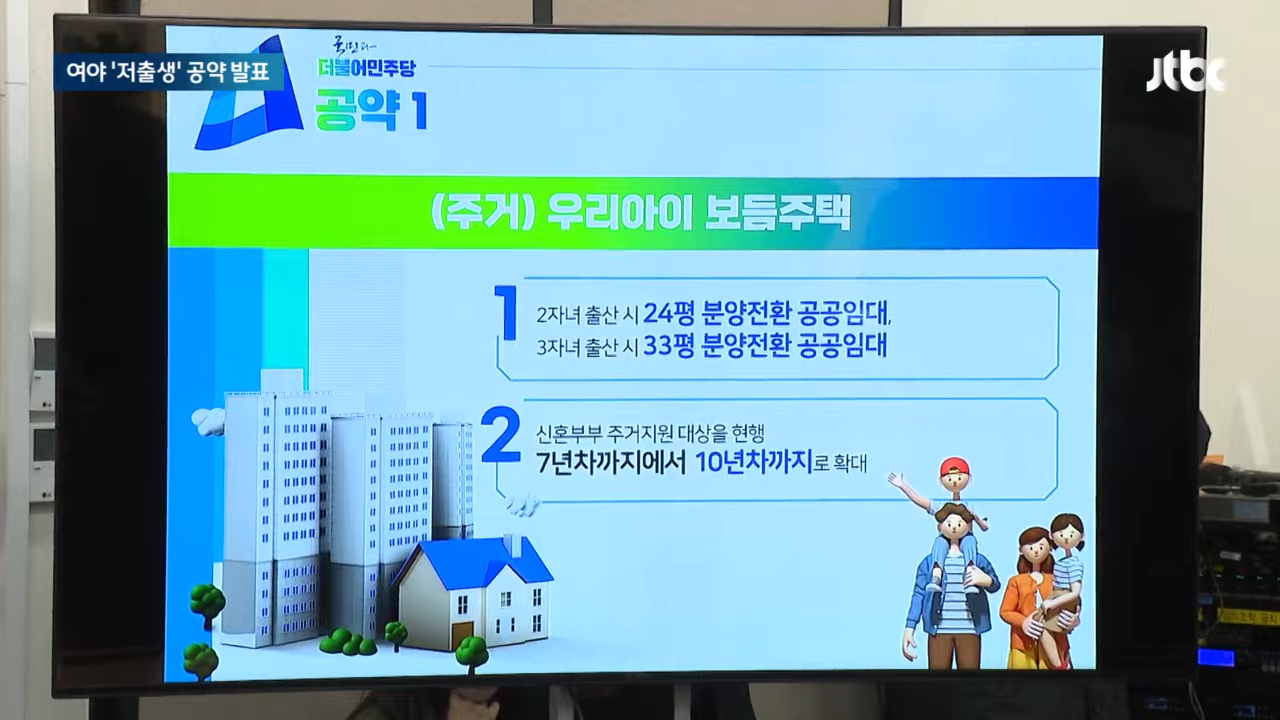 여야 '저출생' 공약 발표
jtbc
국민과
더불어민주당
공약 1
(주거) 우리아이 보듬주택
1
2자녀 출산 시 24평 분양전환 공공임대,
3자녀 출산 시 33평 분양전환 공공임대
2
신혼부부 주거지원 대상을 현행
7년차까지에서 10년차까지로 확대